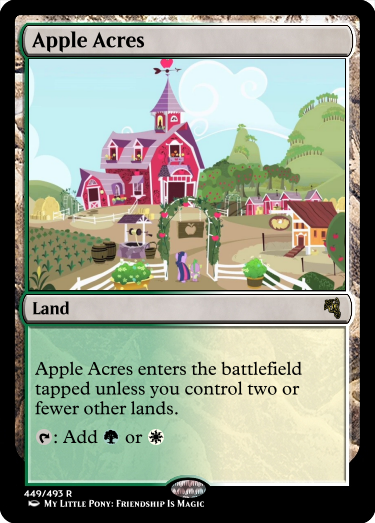 Apple Acres
Land
Apple Acres enters the battlefield
tapped unless you control two or
fewer other lands.
: Add or
449/493 R
My Little Pony: Friendship Is Magic